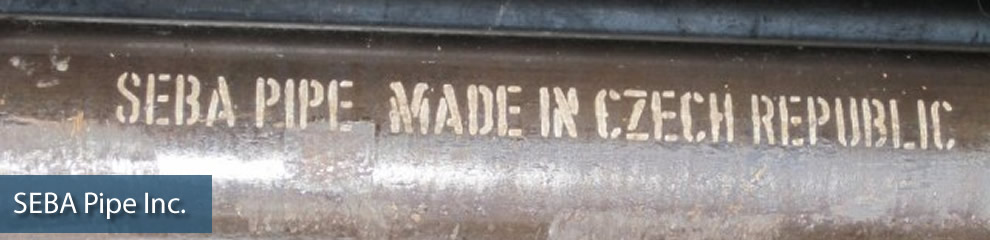 SEBA PIPE MADE IN CZECH REPUBLIC
SEBA Pipe Inc.